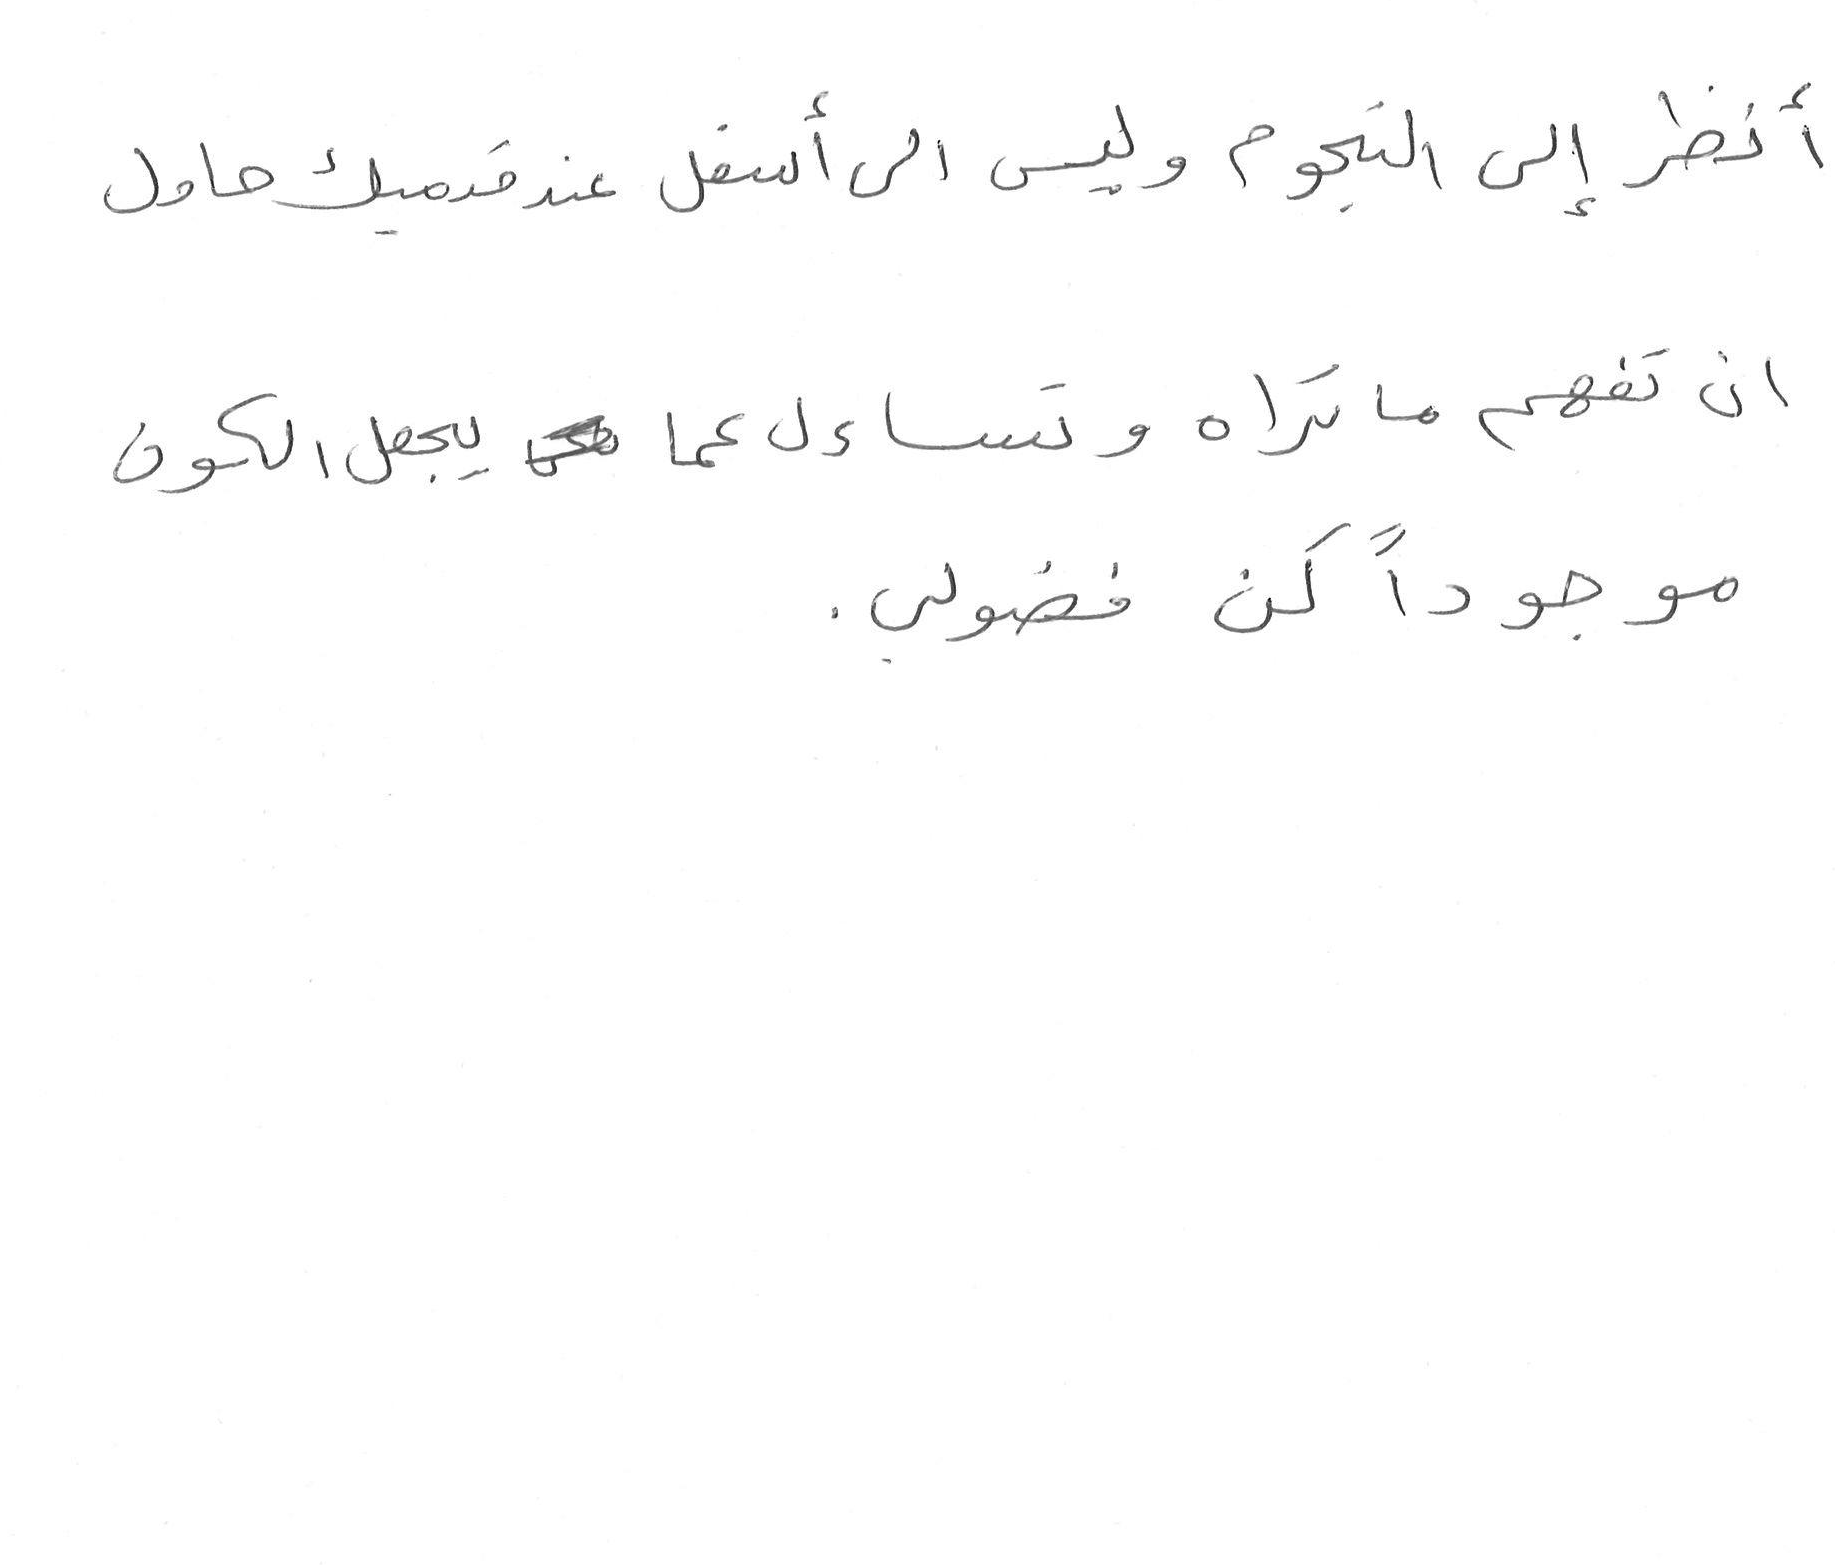 أنظر إلى النجوم وليس الى أسفل عند قدميك حاول
ان تفهم ما تراه وتساءل عما يجعل الكون
موجوداً كن فضولي.